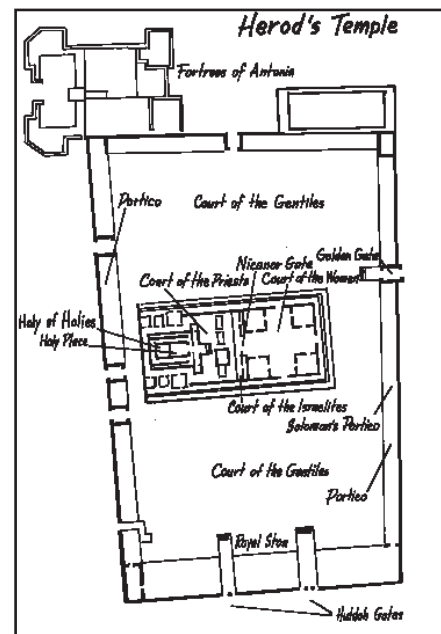 Herod's Temple
Fortress of Antonia
Court of the Gentiles
Portico
Nicanor Gate
Golden Gate
Court of the Priests
Court of the Women
Holy of Holies
Holy Place
Court of the Israelites
Solomon's Portico
Court of the Gentiles
Portico
Royal Stoa
Gates